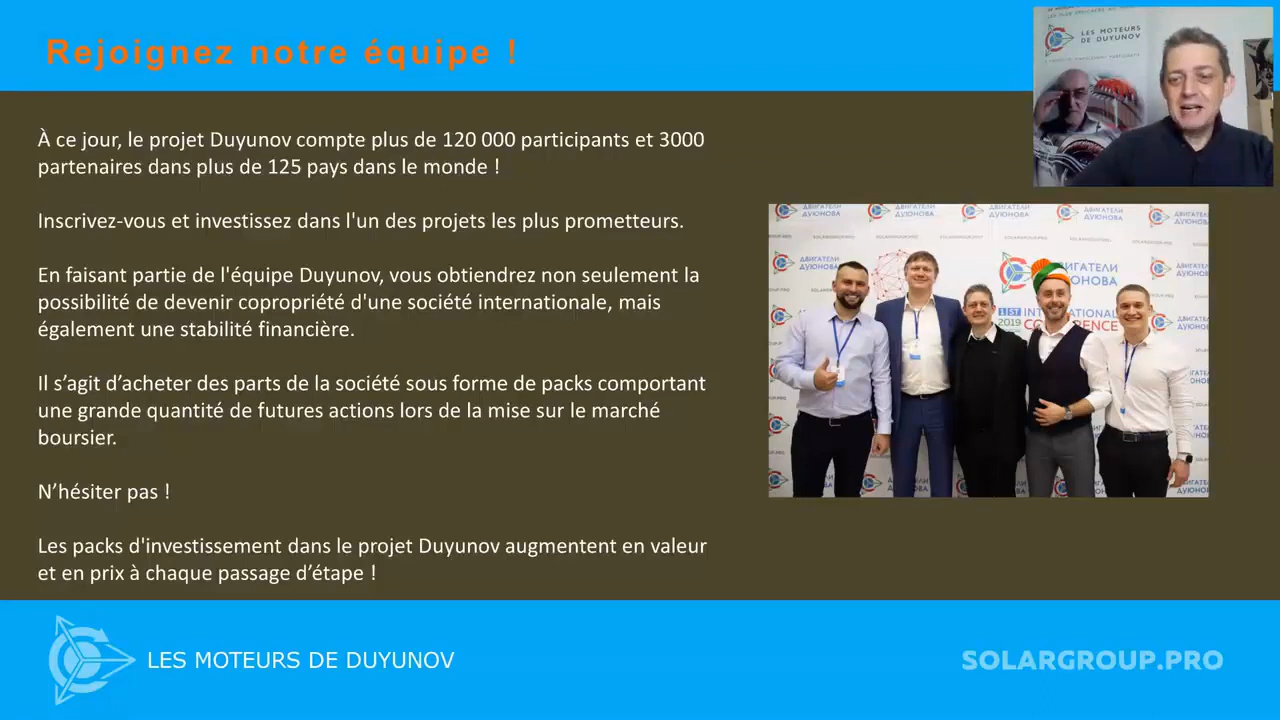 Rejoignez notre équipe !
À ce jour, le projet Duyunov compte plus de 120 000 participants et 3000
partenaires dans plus de 125 pays dans le monde !
Inscrivez-vous et investissez dans l'un des projets les plus prometteurs.
En faisant partie de l'équipe Duyunov, vous obtiendrez non seulement la
possibilité de devenir copropriété d'une société internationale, mais
également une stabilité financière.
Il s’agit d’acheter des parts de la société sous forme de packs comportant
une grande quantité de futures actions lors de la mise sur le marché
boursier.
N’hésiter pas !
Les packs d'investissement dans le projet Duyunov augmentent en valeur
et en prix à chaque passage d’étape !
LES MOTEURS
DE DUYUNOV
ДВИГАТЕЛИ
ДУЮНОВА
SOLARGROUP.PRO
1ST
2019
INTERNATIONAL
LES MOTEURS DE DUYUNOV
SOLARGROUP.PRO